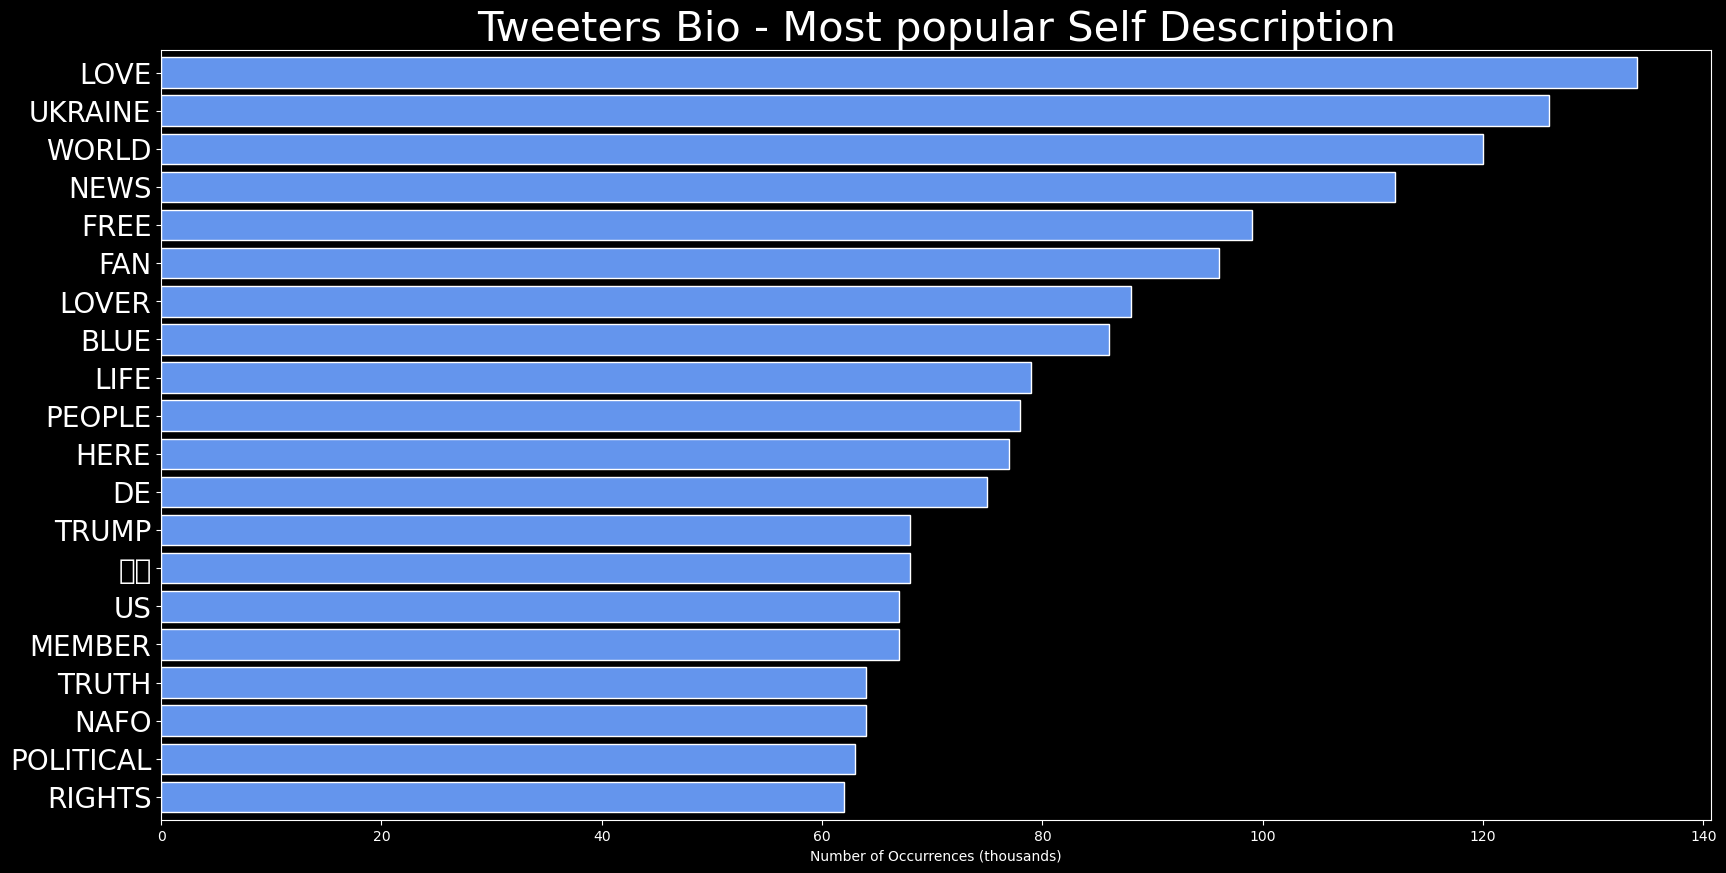 Tweeters Bio - Most popular Self Description
LOVE
UKRAINE
WORLD
NEWS
FREE
FAN
LOVER
BLUE
LIFE
PEOPLE
HERE
DE
TRUMP
US
MEMBER
TRUTH
NAFO
POLITICAL
RIGHTS
0 20 40 60 80 100 120 140
Number of Occurrences (thousands)